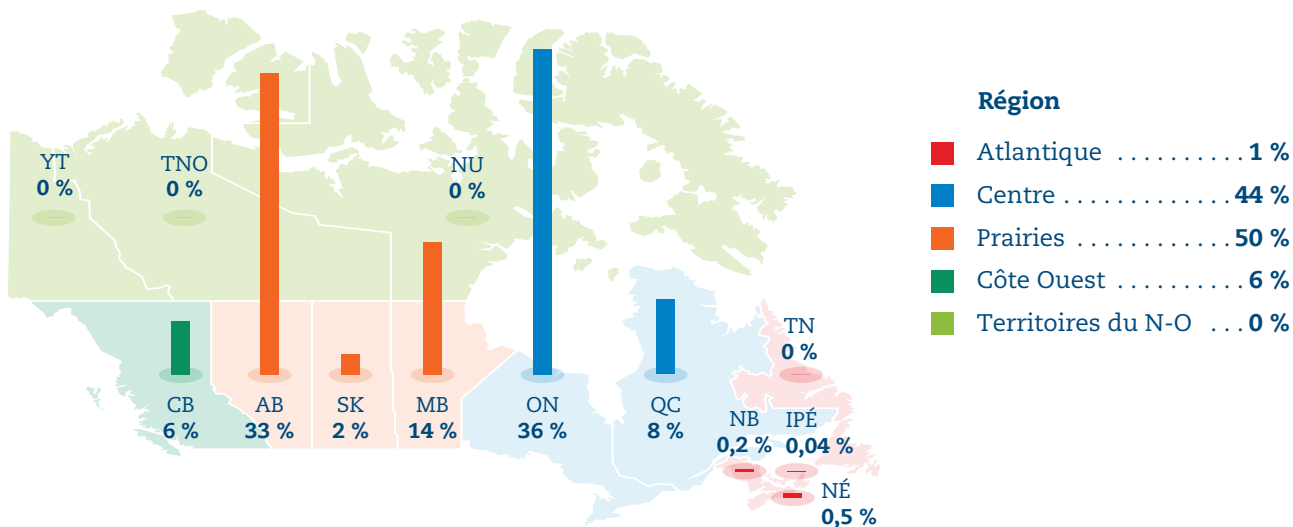 YT
0 %
TNO
0 %
NU
0 %
CB
6 %
AB
33 %
SK
2 %
MB
14 %
ON
36 %
QC
8 %
TN
0 %
NB
0,2 %
IPÉ
0,04 %
NÉ
0,5 %
Région
Atlantique . . . . . . . . . . 1 %
Centre . . . . . . . . . . . . . 44 %
Prairies . . . . . . . . . . . . 50 %
Côte Ouest . . . . . . . . . . 6 %
Territoires du N-O . . . 0 %